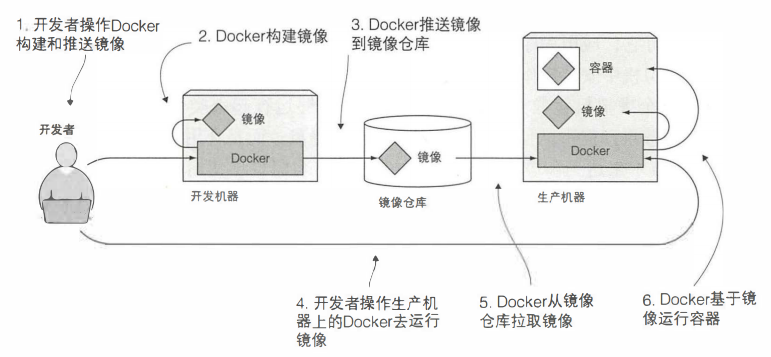 1. 开发者操作Docker
构建和推送镜像
2. Docker构建镜像
3. Docker推送镜像
到镜像仓库
容器
镜像
镜像
开发者
Docker
镜像
Docker
开发机器
镜像仓库
生产机器
4. 开发者操作生产机
器上的Docker去运行
镜像
5. Docker从镜像
仓库拉取镜像
6. Docker基于镜
像运行容器